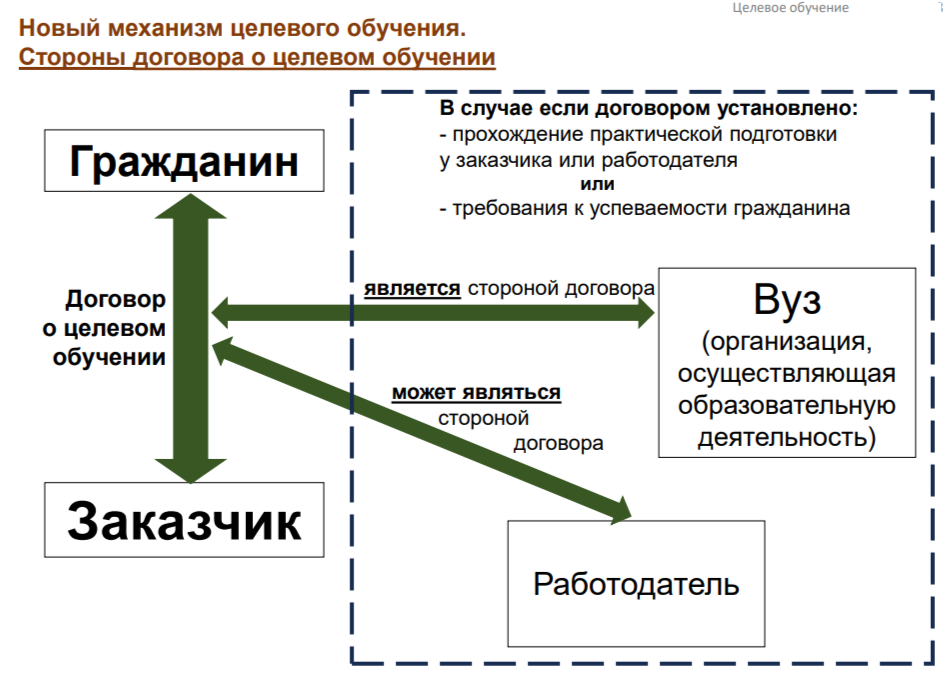 Целевое обучение
Новый механизм целевого обучения.
Стороны договора о целевом обучении
В случае если договором установлено:
- прохождение практической подготовки
у заказчика или работодателя
или
- требования к успеваемости гражданина
Гражданин
Договор
о целевом
обучении
является стороной договора
Вуз
(организация,
осуществляющая
образовательную
деятельность)
может являться
стороной
договора
Заказчик
Работодатель